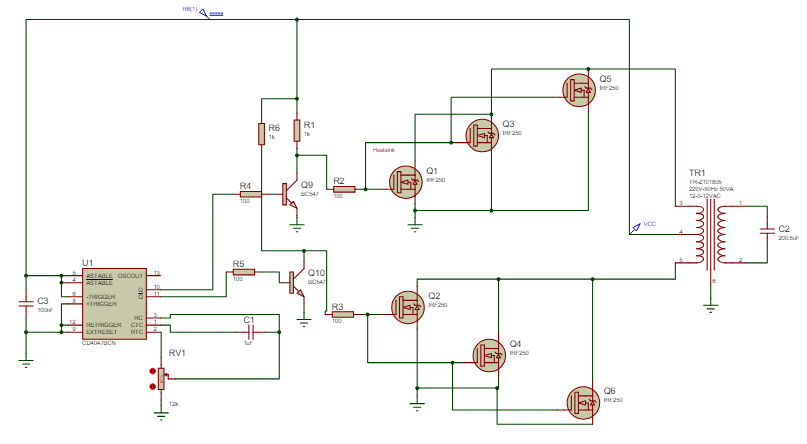 R6(1)
Q5
IRF250
R6
1k
R1
1k
Q3
IRF250
Heatsink
Q1
IRF250
R4
100
Q9
BC547
R2
100
TR1
TR-Z101805
220V-50Hz 50VA
12-0-12VAC
3
1
VCC
4
C2
200.5uF
5
2
6
U1
R5
100
Q10
BC547
5
4
6
8
12
9
ASTABLE
ASTABLE
-TRIGGER
+TRIGGER
RETRIGGER
EXTRESET
OSCOUT
Q
Q
RC
CTC
RTC
13
10
11
3
1
2
CD4047BCN
C3
100nF
C1
1uF
R3
100
Q2
IRF250
Q4
IRF250
RV1
12k
Q6
IRF250